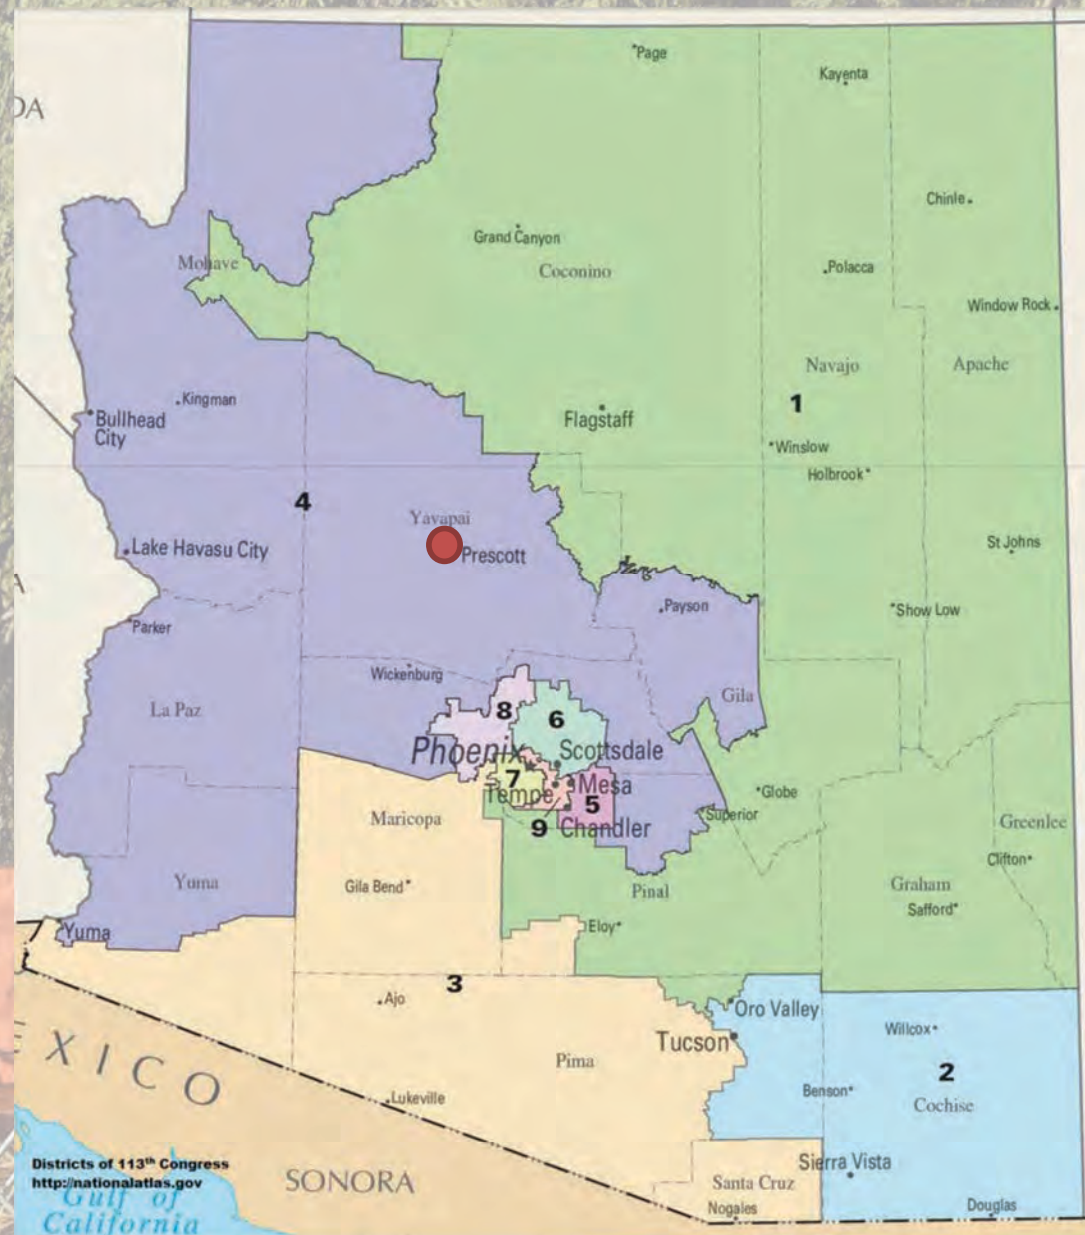 Page
Kayenta
DA
Chinle
Grand Canyon
Mohave
Coconino
Polacca
Window Rock
Navajo
Apache
Kingman
1
Bullhead
City
Flagstaff
Winslow
Holbrook
4
Yavapai
Prescott
Lake Havasu City
St Johns
A
Payson
Show Low
Parker
Wickenburg
Gila
La Paz
8
6
Phoenix
Scottsdale
7
Tempe
Mesa
5
Globe
Superior
Maricopa
9
Chandler
Greenlee
Clifton
Yuma
Gila Bend
Pinal
Graham
Safford
Eloy
Yuma
3
Ajo
Oro Valley
Tucson
Willcox
EXICO
Pima
2
Benson
Cochise
Lukeville
Districts of 113th Congress
http://nationalatlas.gov
Gulf of
California
SONORA
Sierra Vista
Santa Cruz
Nogales
Douglas